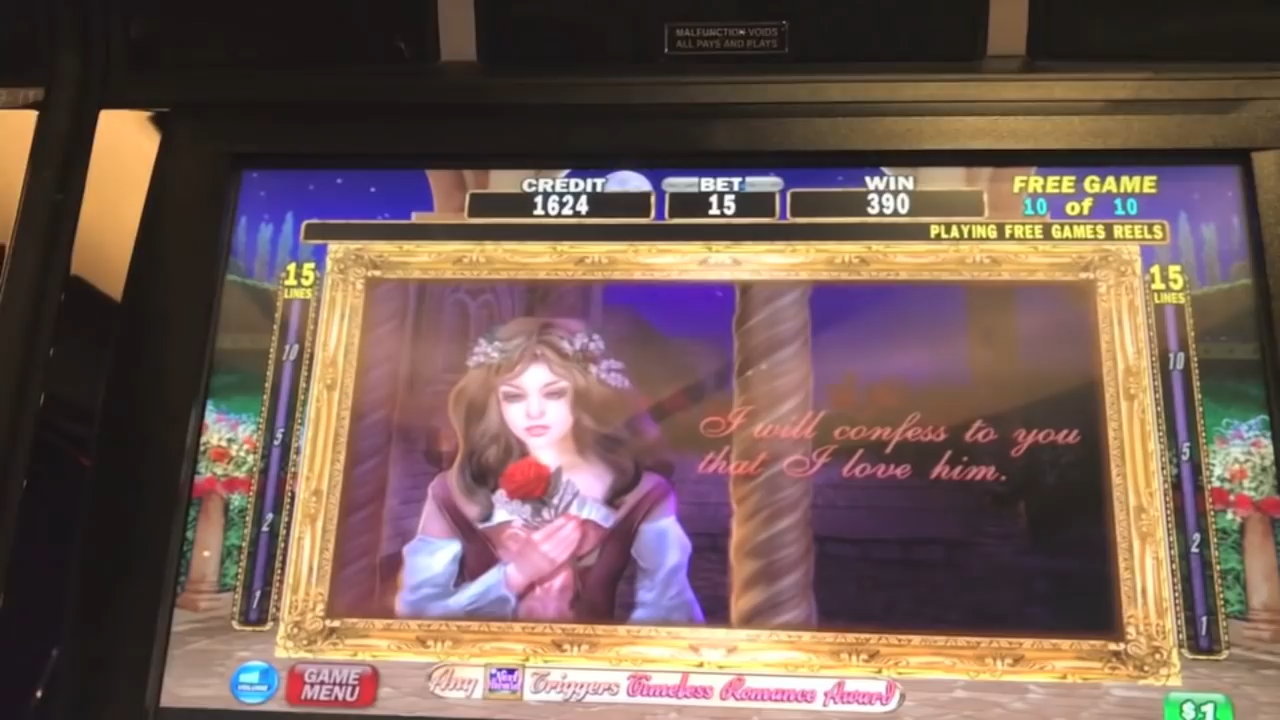 MALFUNCTION VOIDS
ALL PAYS AND PLAYS
CREDIT BET WIN FREE GAME
1624 15 390 10 of 10
PLAYING FREE GAMES REELS
15 15
LINES LINES
10 10
5 5
2 2
1 1
I will confess to you
that I love him.
VOLUME
GAME
MENU
Any Triggers Timeless Romance Award
$1